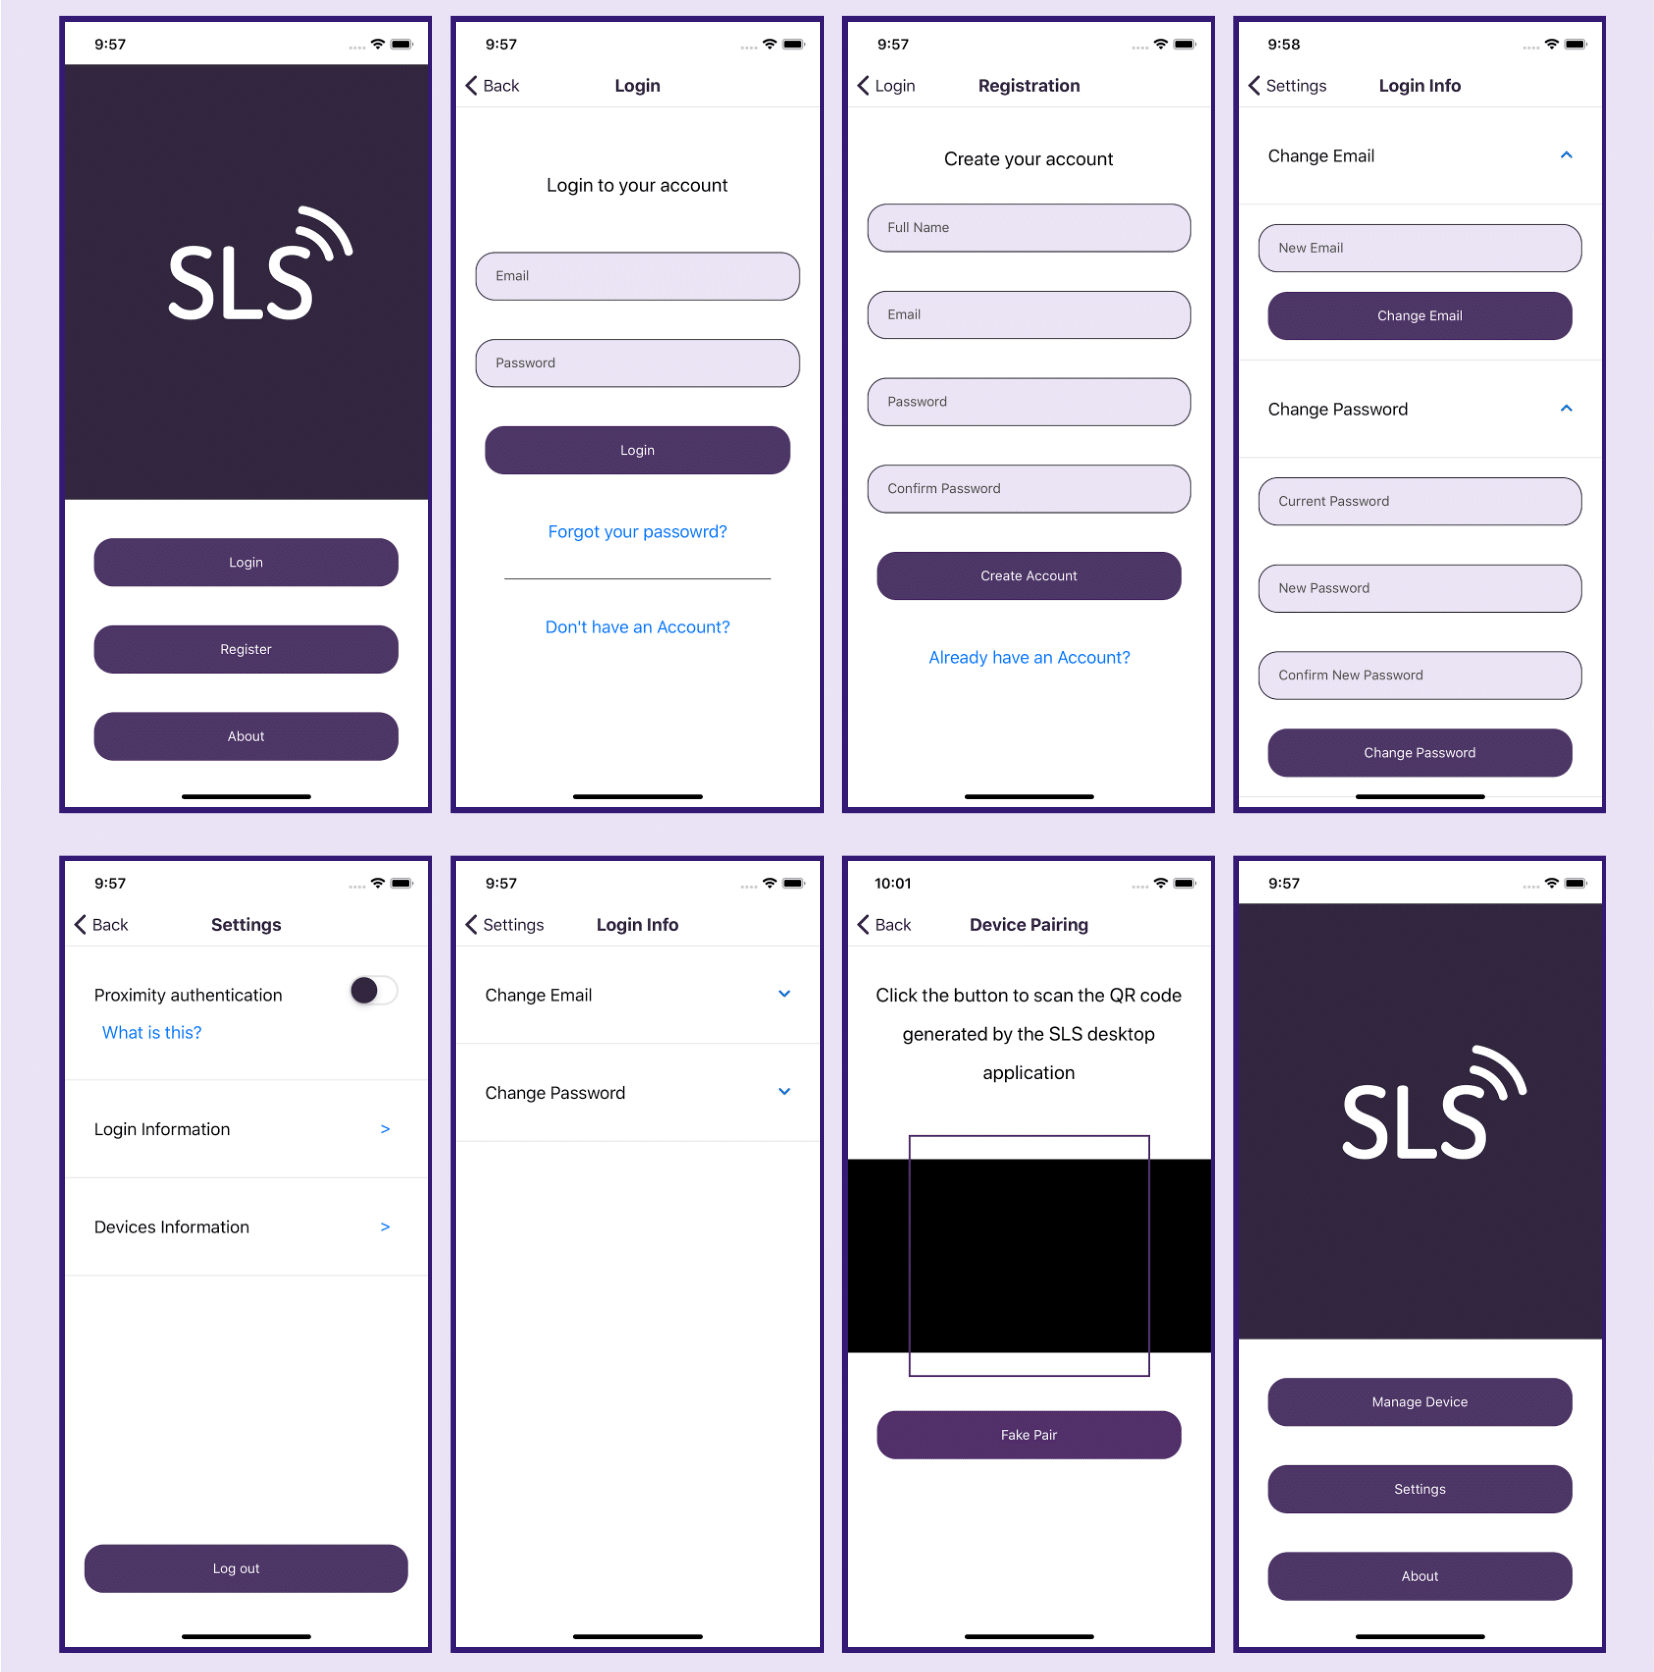 9:57
SLS
Login
Register
About
9:57
Back
Login
Login to your account
Email
Password
Login
Forgot your passowrd?
Don't have an Account?
9:57
Login
Registration
Create your account
Full Name
Email
Password
Confirm Password
Create Account
Already have an Account?
9:58
Settings
Login Info
Change Email
New Email
Change Email
Change Password
Current Password
New Password
Confirm New Password
Change Password
9:57
Back
Settings
Proximity authentication
What is this?
Login Information >
Devices Information >
Log out
9:57
Settings
Login Info
Change Email
Change Password
10:01
Back
Device Pairing
Click the button to scan the QR code
generated by the SLS desktop
application
Fake Pair
9:57
SLS
Manage Device
Settings
About